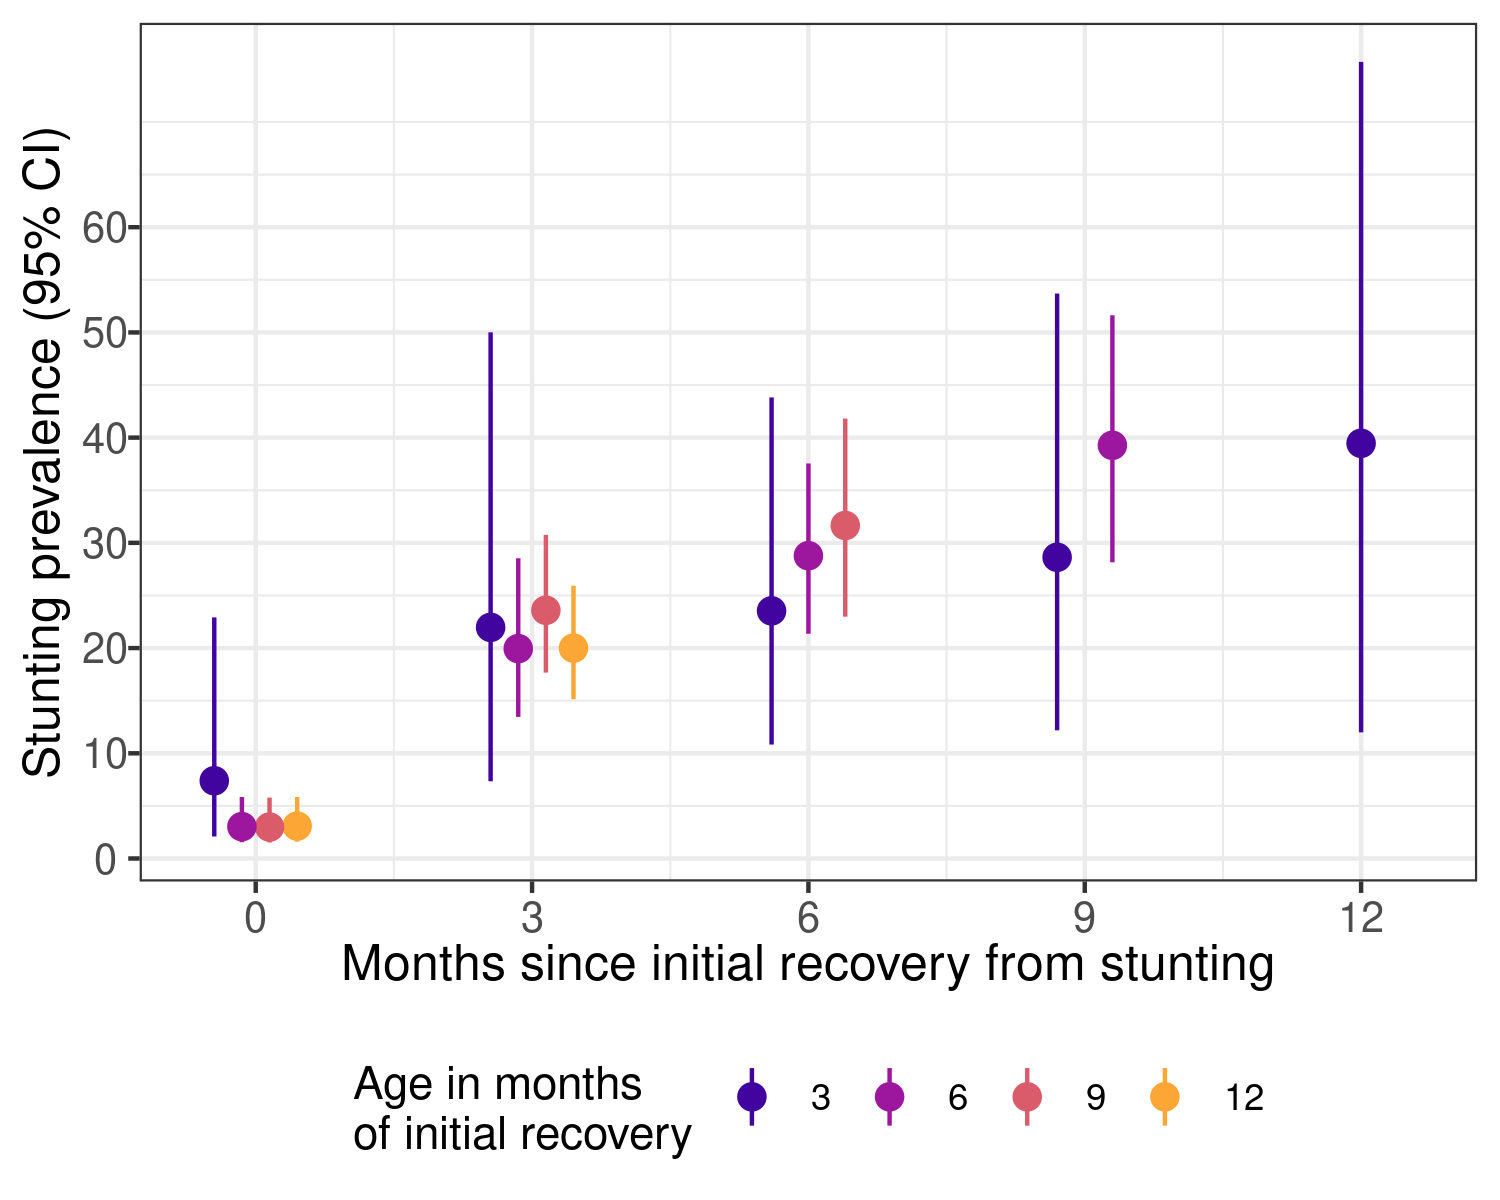 Stunting prevalence (95% CI)
60
50
40
30
20
10
0
0 3 6 9 12
Months since initial recovery from stunting
Age in months
of initial recovery
3 6 9 12